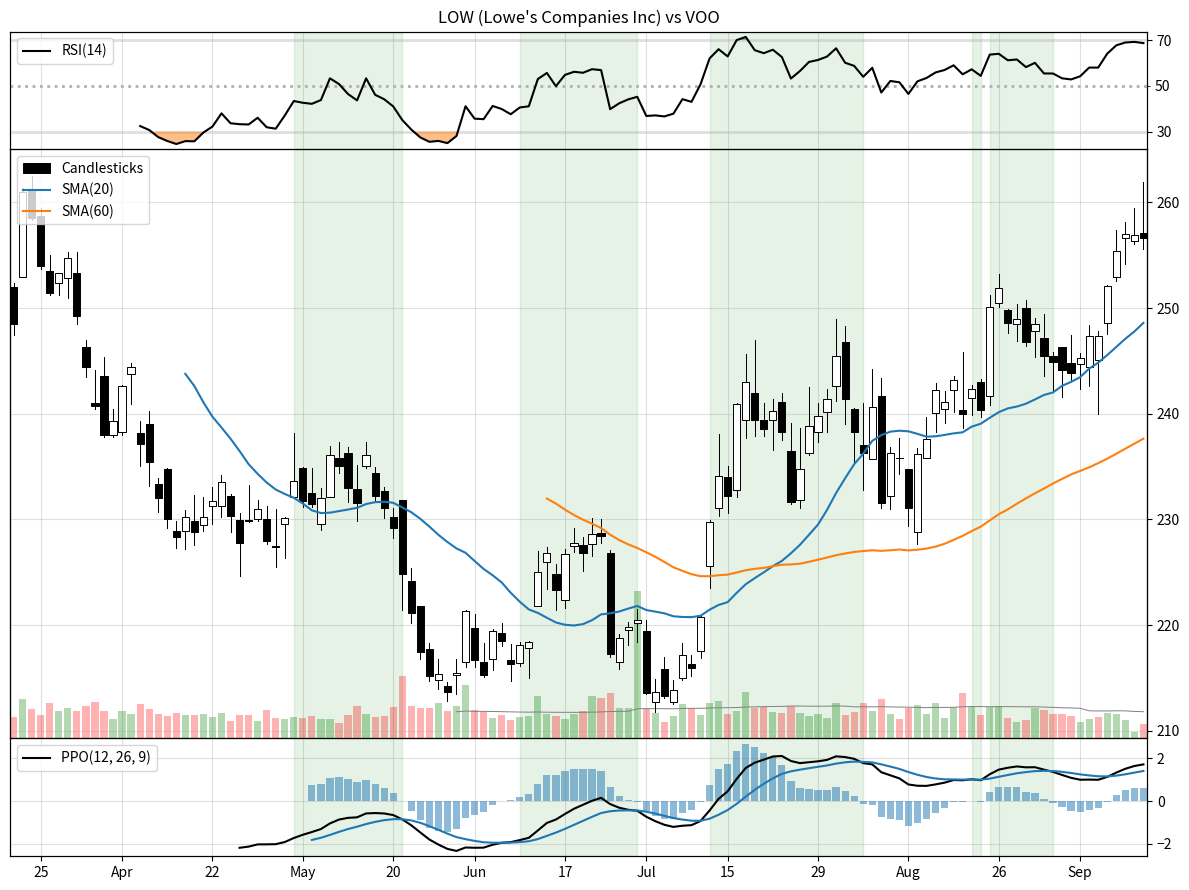 LOW (Lowe's Companies Inc) vs VOO
RSI(14)
70
50
30
Candlesticks
SMA(20)
SMA(60)
260
250
240
230
220
210
PPO(12, 26, 9)
2
0
−2
25 Apr 22 May 20 Jun 17 Jul 15 29 Aug 26 Sep